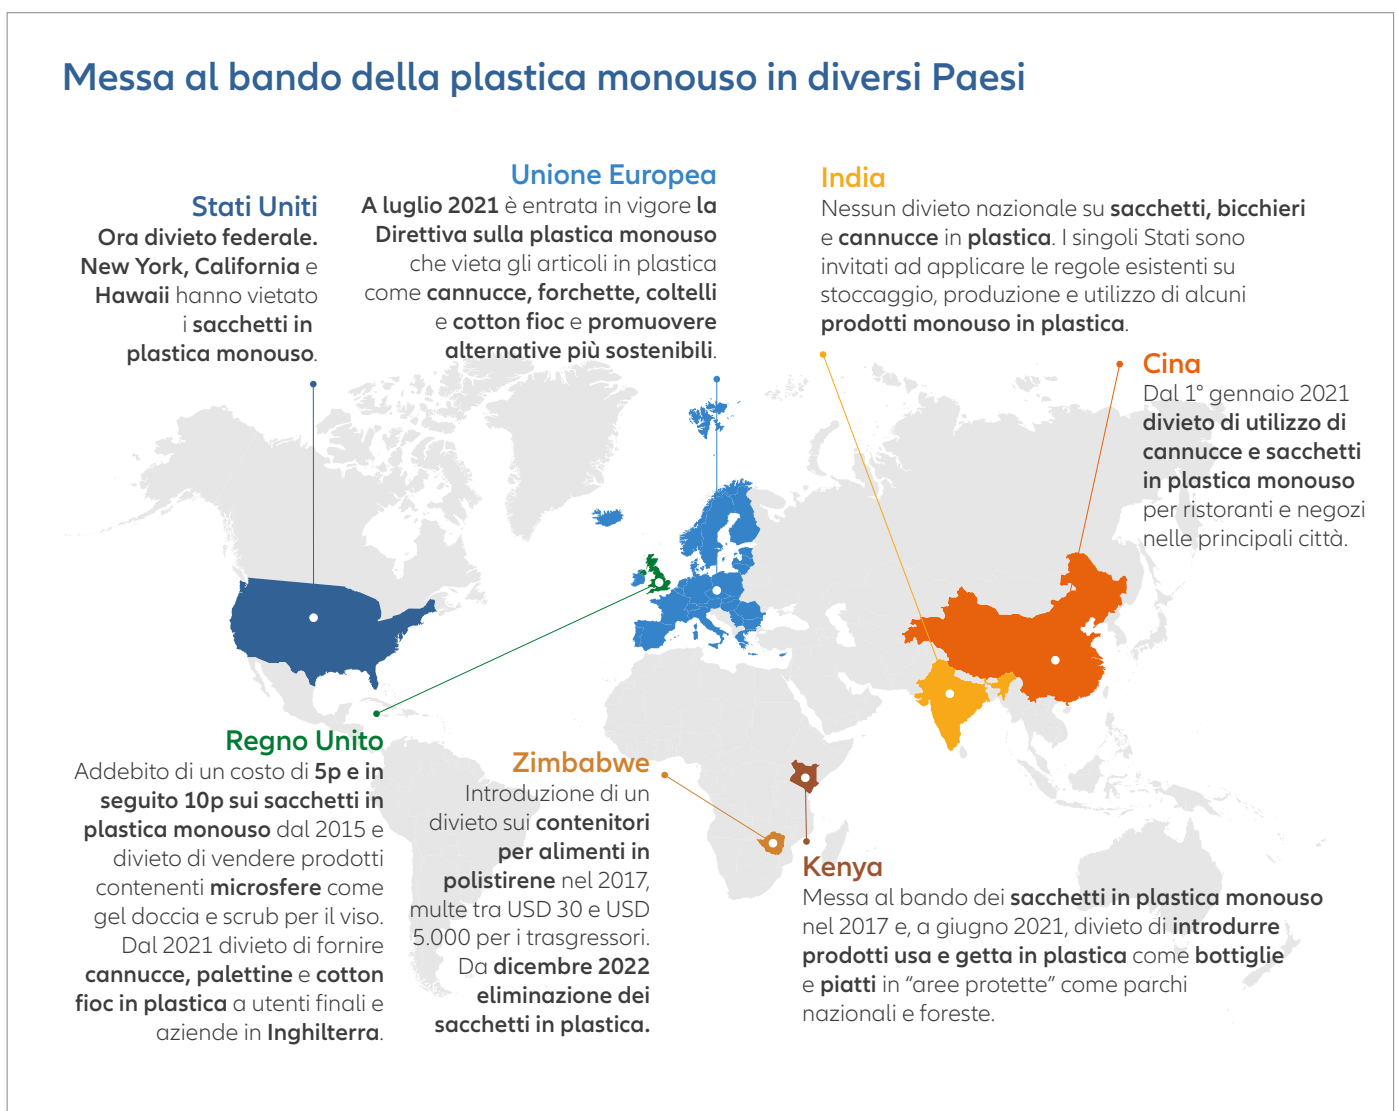 Messa al bando della plastica monouso in diversi Paesi
Stati Uniti
Ora divieto federale.
New York, California e
Hawaii hanno vietato
i sacchetti in
plastica monouso.
Unione Europea
A luglio 2021 è entrata in vigore la
Direttiva sulla plastica monouso
che vieta gli articoli in plastica
come cannucce, forchette, coltelli
e cotton fioc e promuovere
alternative più sostenibili.
India
Nessun divieto nazionale su sacchetti, bicchieri
e cannucce in plastica. I singoli Stati sono
invitati ad applicare le regole esistenti su
stoccaggio, produzione e utilizzo di alcuni
prodotti monouso in plastica.
Cina
Dal 1° gennaio 2021
divieto di utilizzo di
cannucce e sacchetti
in plastica monouso
per ristoranti e negozi
nelle principali città.
Regno Unito
Addebito di un costo di 5p e in
seguito 10p sui sacchetti in
plastica monouso dal 2015 e
divieto di vendere prodotti
contenenti microsfere come
gel doccia e scrub per il viso.
Dal 2021 divieto di fornire
cannucce, palettine e cotton
fioc in plastica a utenti finali e
aziende in Inghilterra.
Zimbabwe
Introduzione di un
divieto sui contenitori
per alimenti in
polistirene nel 2017,
multe tra USD 30 e USD
5.000 per i trasgressori.
Da dicembre 2022
eliminazione dei
sacchetti in plastica.
Kenya
Messa al bando dei sacchetti in plastica monouso
nel 2017 e, a giugno 2021, divieto di introdurre
prodotti usa e getta in plastica come bottiglie
e piatti in “aree protette” come parchi
nazionali e foreste.